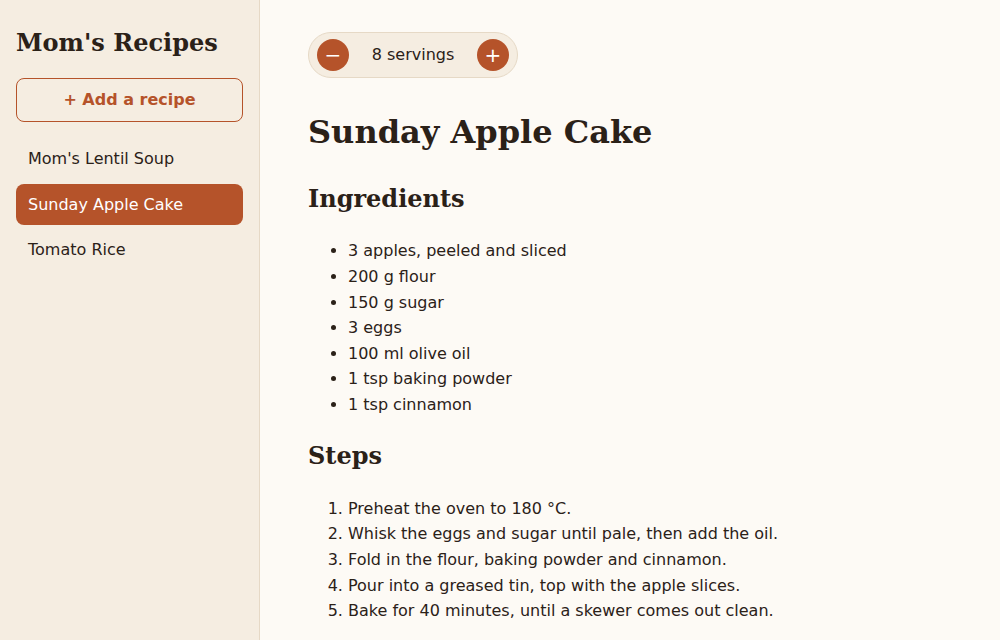 Mom's Recipes
+ Add a recipe
Mom's Lentil Soup
Sunday Apple Cake
Tomato Rice
− 8 servings +
Sunday Apple Cake
Ingredients
• 3 apples, peeled and sliced
• 200 g flour
• 150 g sugar
• 3 eggs
• 100 ml olive oil
• 1 tsp baking powder
• 1 tsp cinnamon
Steps
1. Preheat the oven to 180 °C.
2. Whisk the eggs and sugar until pale, then add the oil.
3. Fold in the flour, baking powder and cinnamon.
4. Pour into a greased tin, top with the apple slices.
5. Bake for 40 minutes, until a skewer comes out clean.